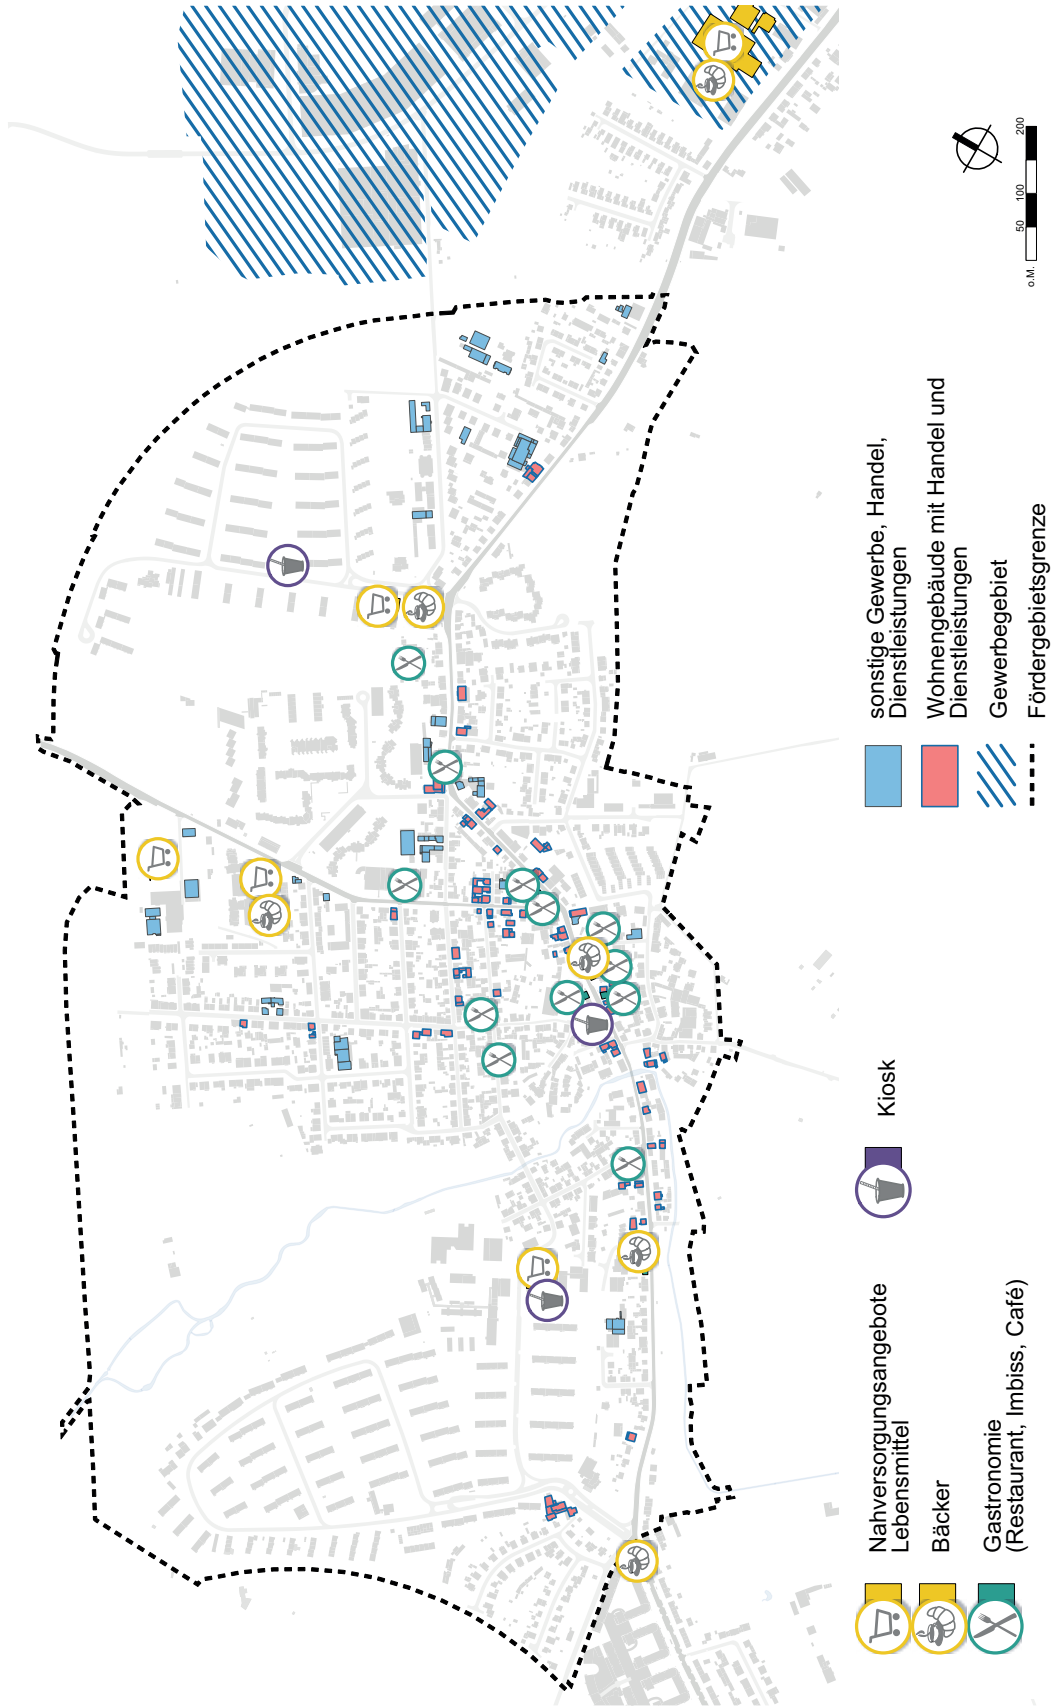 Nahversorgungsangebote
Lebensmittel
Bäcker
Gastronomie
(Restaurant, Imbiss, Café)
Kiosk
sonstige Gewerbe, Handel,
Dienstleistungen
Wohnengebäude mit Handel und
Dienstleistungen
Gewerbegebiet
Fördergebietsgrenze
o.M.
50
100
200